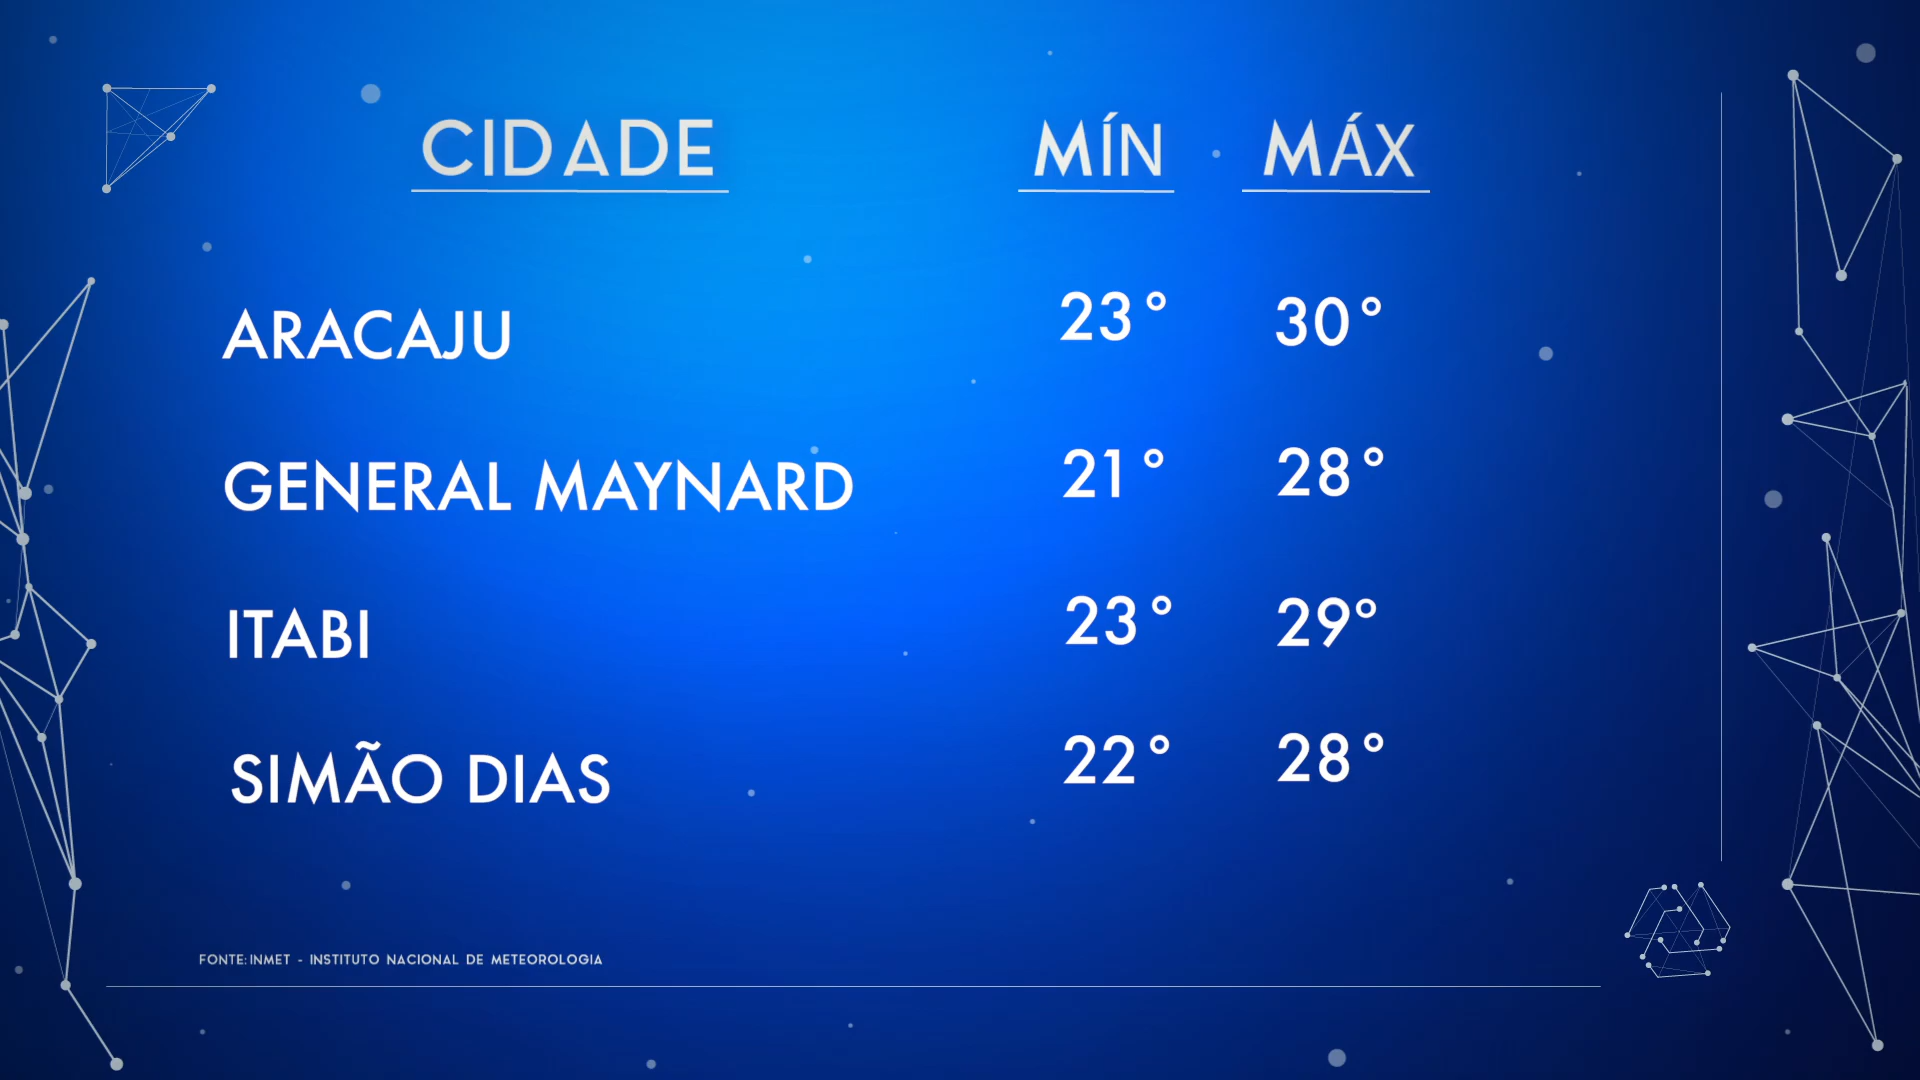 CIDADE MÍN MÁX
ARACAJU 23° 30°
GENERAL MAYNARD 21° 28°
ITABI 23° 29°
SIMÃO DIAS 22° 28°
FONTE: INMET - INSTITUTO NACIONAL DE METEOROLOGIA